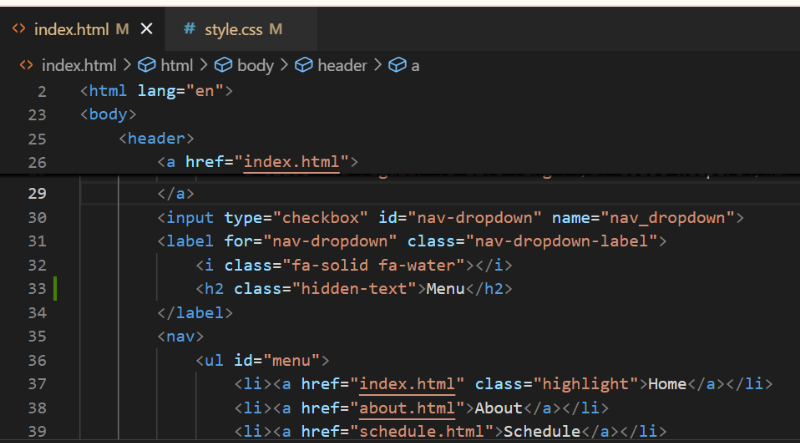 <> index.html M ×
# style.css M
<> index.html > html > body > header > a
2 <html lang="en">
23 <body>
25 <header>
26 <a href="index.html">
29 </a>
30 <input type="checkbox" id="nav-dropdown" name="nav_dropdown">
31 <label for="nav-dropdown" class="nav-dropdown-label">
32 <i class="fa-solid fa-water"></i>
33 <h2 class="hidden-text">Menu</h2>
34 </label>
35 <nav>
36 <ul id="menu">
37 <li><a href="index.html" class="highlight">Home</a></li>
38 <li><a href="about.html">About</a></li>
39 <li><a href="schedule.html">Schedule</a></li>